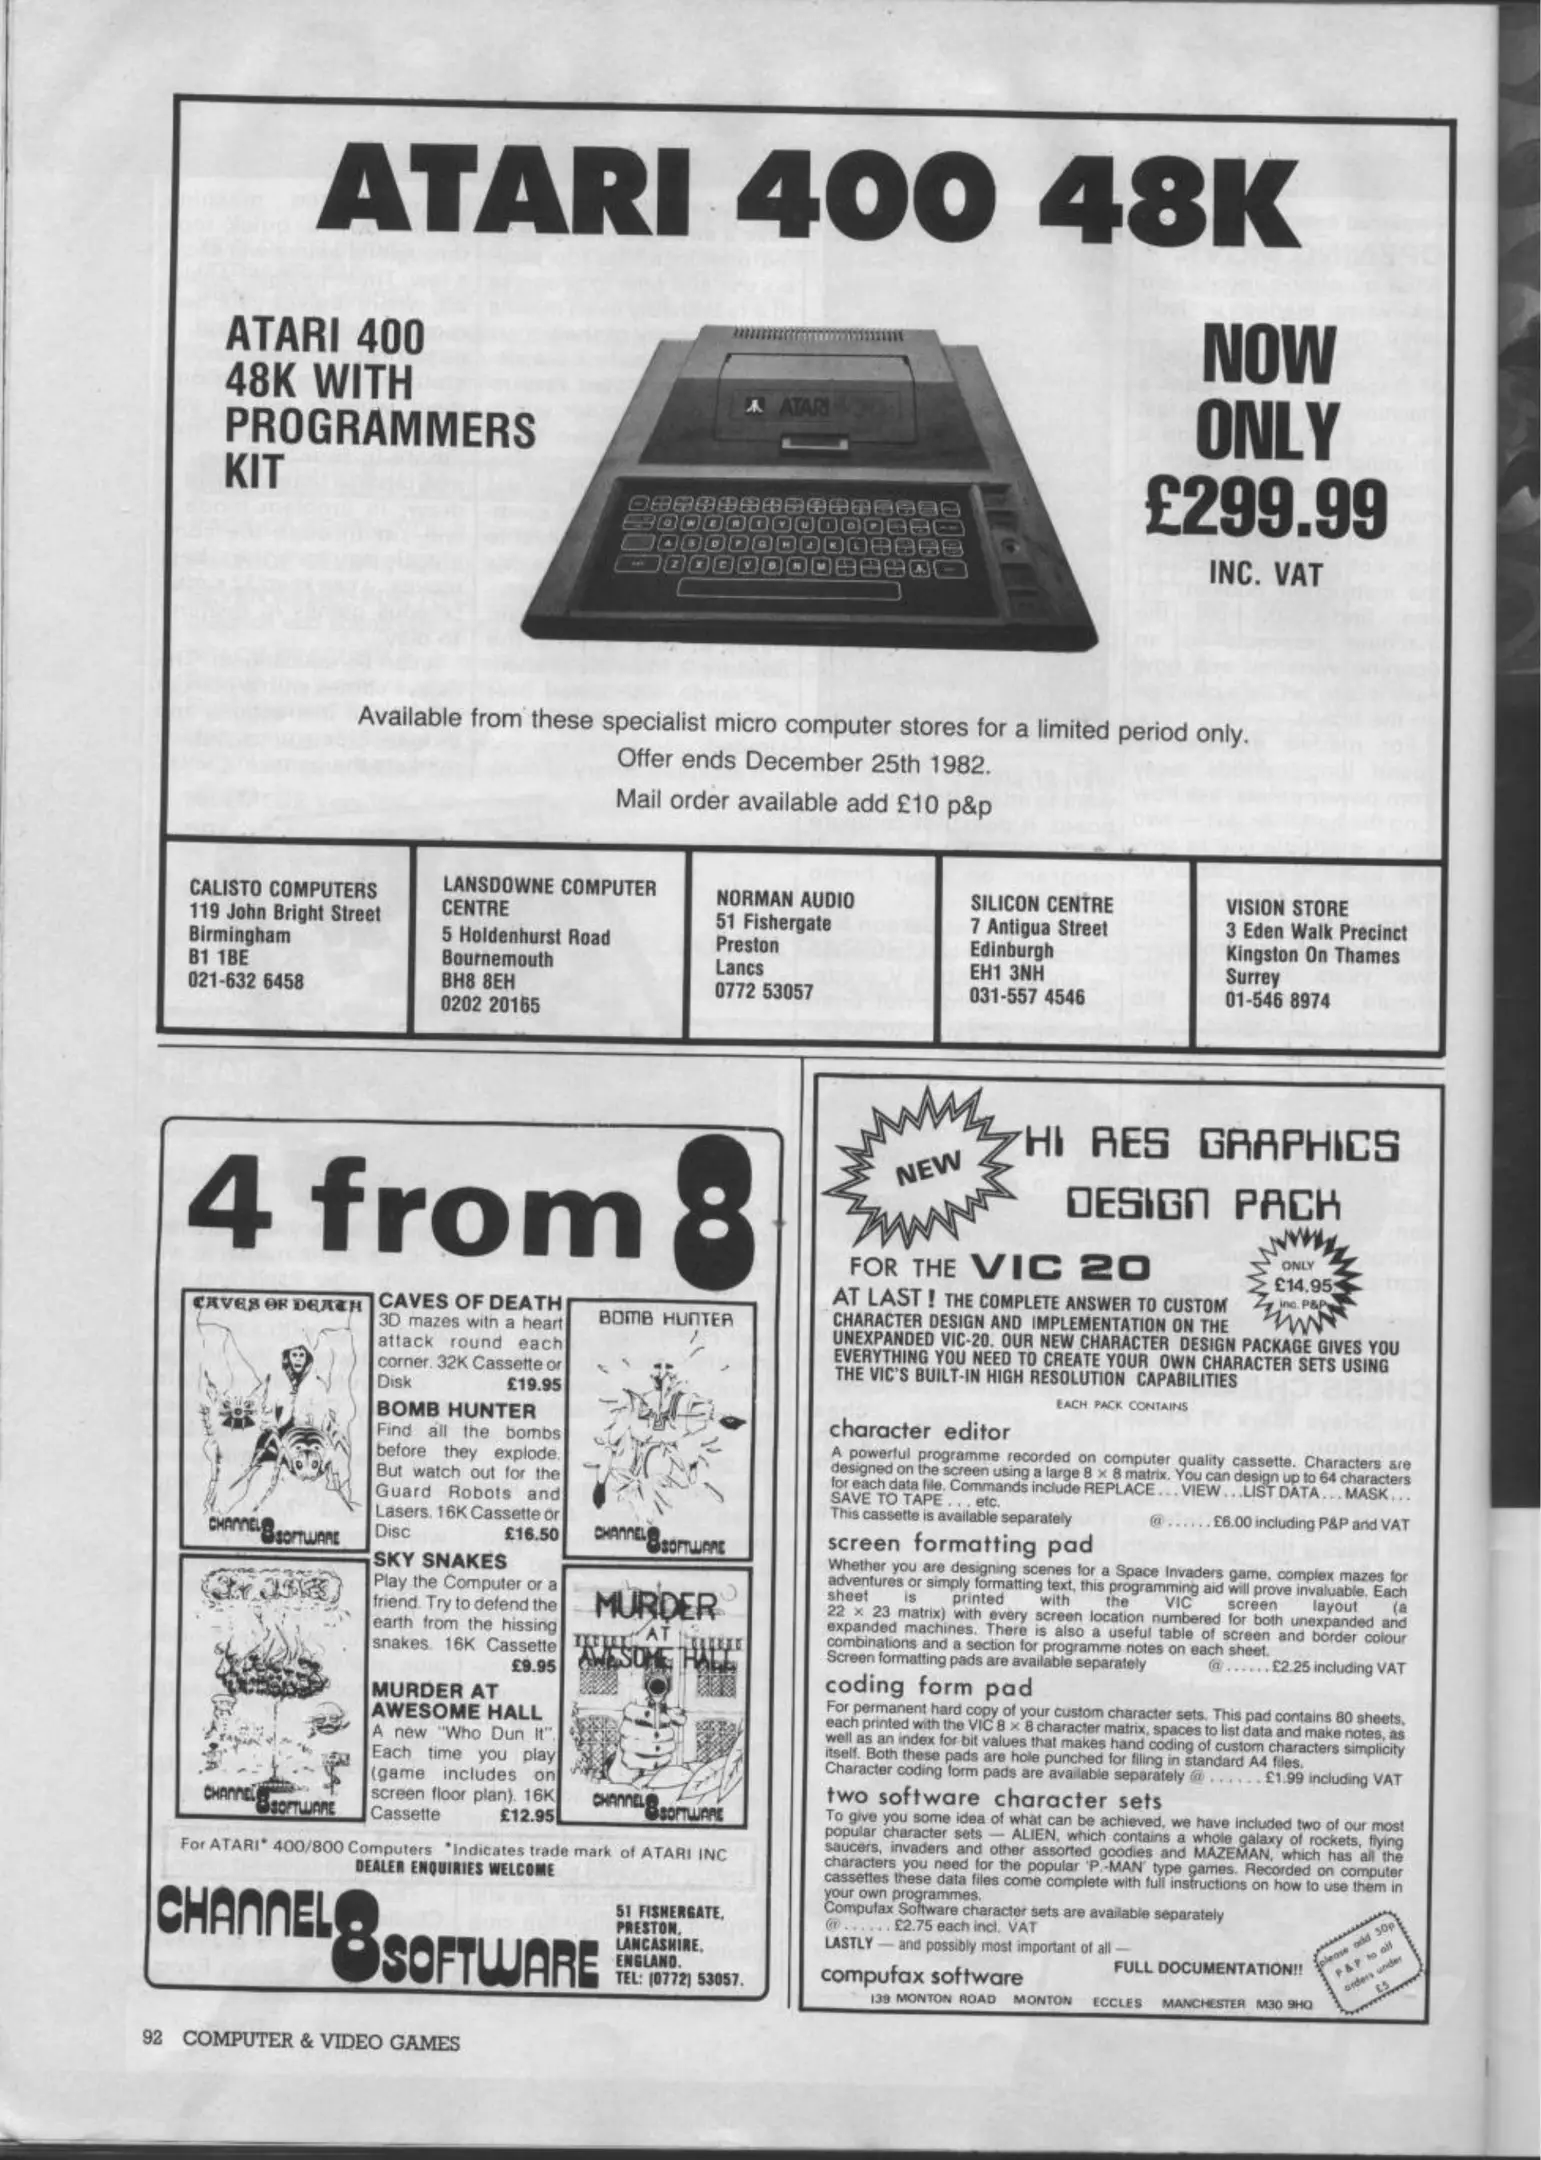 ATARI 400 48K
ATARI 400
48K WITH
PROGRAMMERS
KIT
ATARI
NOW
ONLY
£299.99
INC. VAT
Available from these specialist micro computer stores for a limited period only.
Offer ends December 25th 1982.
Mail order available add £10 p&p
CALISTO COMPUTERS
119 John Bright Street
Birmingham
B1 1BE
021-632 6458
LANSDOWNE COMPUTER
CENTRE
5 Holdenhurst Road
Bournemouth
BH8 8EH
0202 20165
NORMAN AUDIO
51 Fishergate
Preston
Lancs
0772 53057
SILICON CENTRE
7 Antigua Street
Edinburgh
EH1 3NH
031-557 4546
VISION STORE
3 Eden Walk Precinct
Kingston On Thames
Surrey
01-546 8974
4 from 8
CAVES OF DEATH
CHANNEL 8 SOFTWARE
CAVES OF DEATH
3D mazes with a heart
attack round each
corner. 32K Cassette or
Disk £19.95
BOMB HUNTER
Find all the bombs
before they explode.
But watch out for the
Guard Robots and
Lasers. 16K Cassette or
Disc £16.50
SKY SNAKES
Play the Computer or a
friend. Try to defend the
earth from the hissing
snakes. 16K Cassette
£9.95
MURDER AT
AWESOME HALL
A new "Who Dun It".
Each time you play
(game includes on
screen floor plan). 16K
Cassette £12.95
BOMB HUNTER
CHANNEL 8 SOFTWARE
SKY SNAKES
CHANNEL 8 SOFTWARE
MURDER
AT
AWESOME HALL
CHANNEL 8 SOFTWARE
For ATARI* 400/800 Computers *Indicates trade mark of ATARI INC
DEALER ENQUIRIES WELCOME
CHANNEL 8 SOFTWARE
51 FISHERGATE,
PRESTON,
LANCASHIRE,
ENGLAND.
TEL: (0772) 53057.
NEW
HI RES GRAPHICS
DESIGN PACK
FOR THE VIC 20
ONLY
£14.95
inc. P&P
AT LAST! THE COMPLETE ANSWER TO CUSTOM
CHARACTER DESIGN AND IMPLEMENTATION ON THE
UNEXPANDED VIC-20. OUR NEW CHARACTER DESIGN PACKAGE GIVES YOU
EVERYTHING YOU NEED TO CREATE YOUR OWN CHARACTER SETS USING
THE VIC'S BUILT-IN HIGH RESOLUTION CAPABILITIES
EACH PACK CONTAINS
character editor
A powerful programme recorded on computer quality cassette. Characters are
designed on the screen using a large 8 × 8 matrix. You can design up to 64 characters
for each data file. Commands include REPLACE... VIEW...LIST DATA...MASK...
SAVE TO TAPE ... etc.
This cassette is available separately @ ...... £6.00 including P&P and VAT
screen formatting pad
Whether you are designing scenes for a Space Invaders game, complex mazes for
adventures or simply formatting text, this programming aid will prove invaluable. Each
sheet is printed with the VIC screen layout (a
22 × 23 matrix) with every screen location numbered for both unexpanded and
expanded machines. There is also a useful table of screen and border colour
combinations and a section for programme notes on each sheet.
Screen formatting pads are available separately @ ...... £2.25 including VAT
coding form pad
For permanent hard copy of your custom character sets. This pad contains 80 sheets,
each printed with the VIC 8 × 8 character matrix, spaces to list data and make notes, as
well as an index for bit values that makes hand coding of custom characters simplicity
itself. Both these pads are hole punched for filing in standard A4 files.
Character coding form pads are available separately @ ...... £1.99 including VAT
two software character sets
To give you some idea of what can be achieved, we have included two of our most
popular character sets — ALIEN, which contains a whole galaxy of rockets, flying
saucers, invaders and other assorted goodies and MAZEMAN, which has all the
characters you need for the popular 'P.-MAN' type games. Recorded on computer
cassettes these data files come complete with full instructions on how to use them in
your own programmes.
Compufax Software character sets are available separately
@ ...... £2.75 each incl. VAT
LASTLY — and possibly most important of all —
FULL DOCUMENTATION!!
please add 50p
P & P to all
orders under
£5
compufax software
139 MONTON ROAD MONTON ECCLES MANCHESTER M30 9HQ
92 COMPUTER & VIDEO GAMES